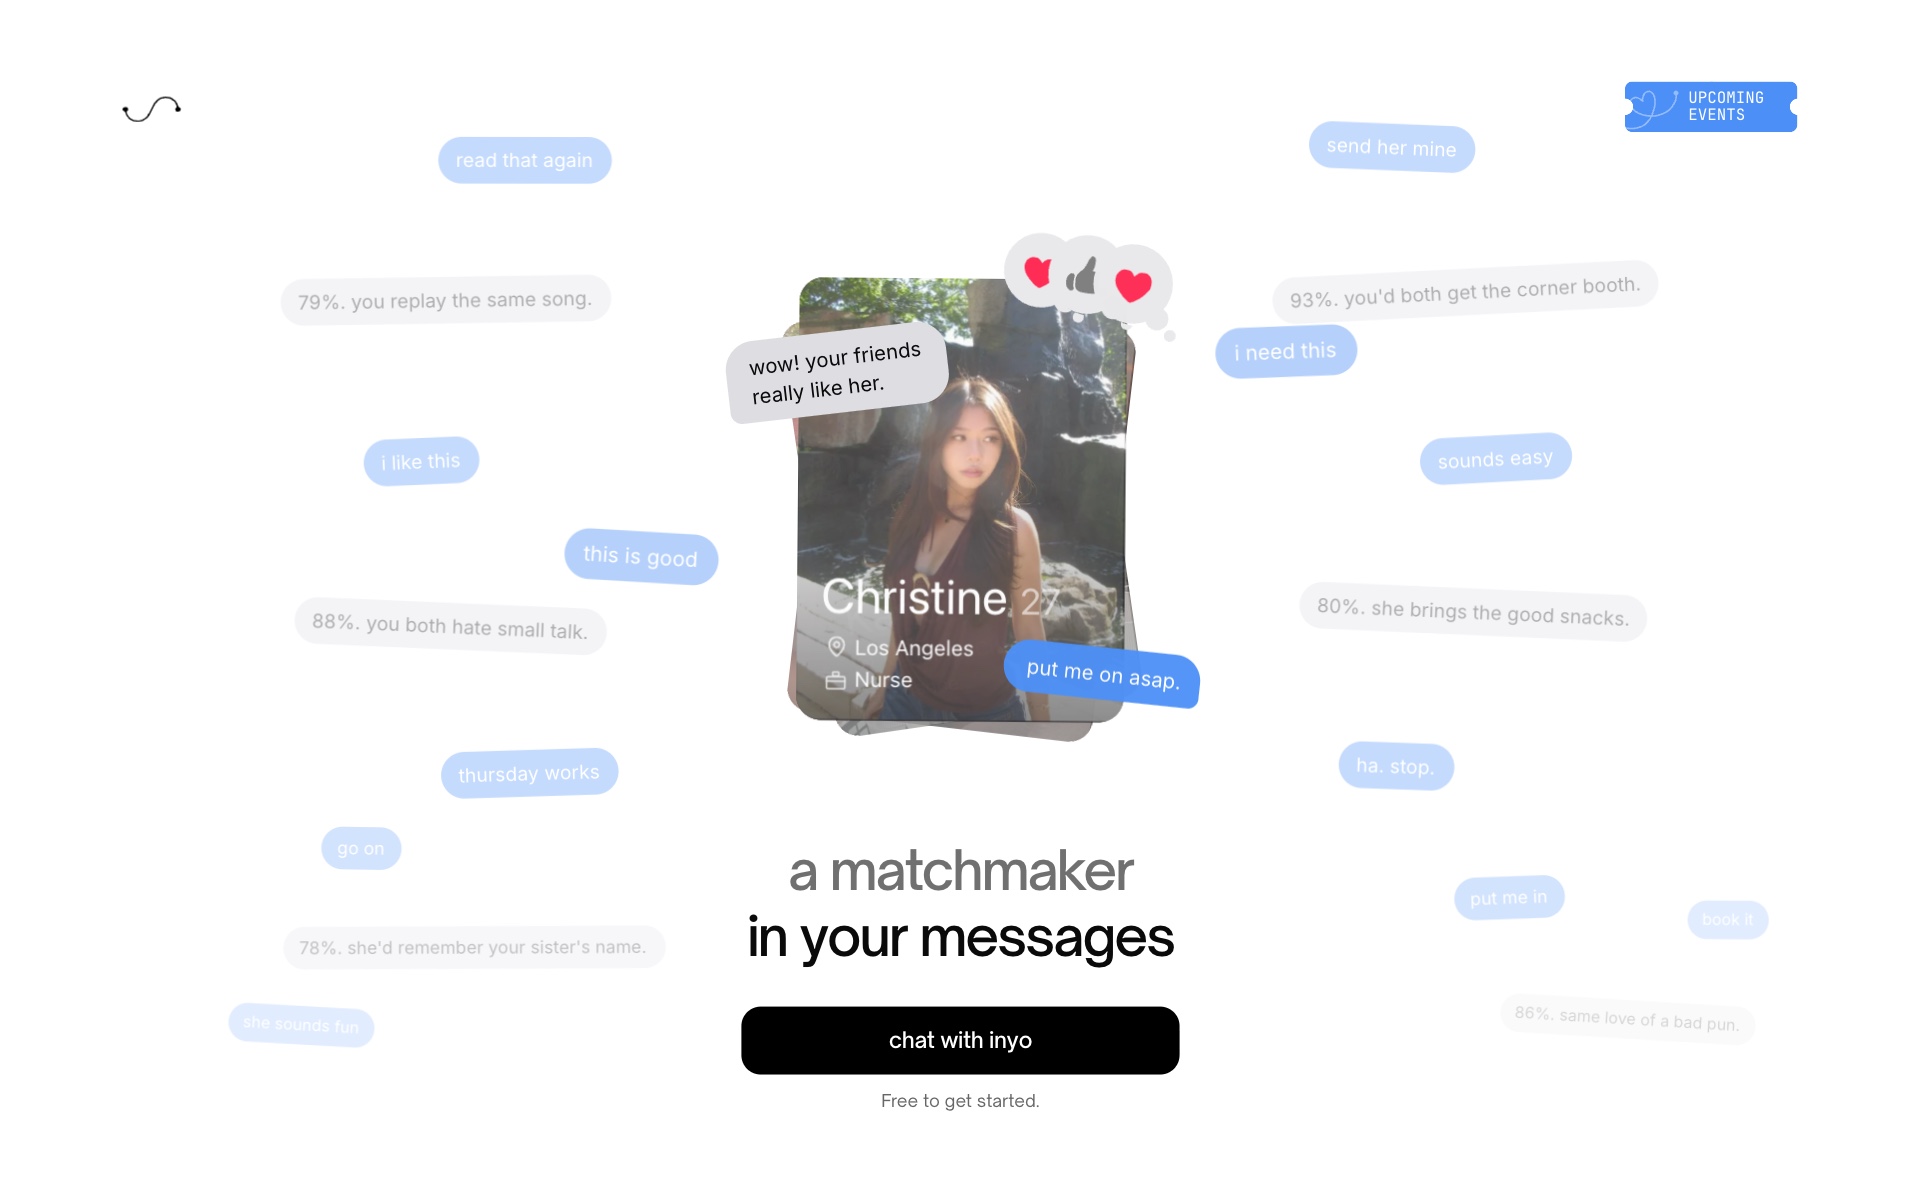 UPCOMING
EVENTS
read that again
send her mine
79%. you replay the same song.
93%. you'd both get the corner booth.
wow! your friends
really like her.
i need this
i like this
sounds easy
this is good
Christine 27
88%. you both hate small talk.
80%. she brings the good snacks.
Los Angeles
put me on asap.
Nurse
thursday works
ha. stop.
go on
a matchmaker
in your messages
put me in
book it
78%. she'd remember your sister's name.
she sounds fun
86%. same love of a bad pun.
chat with inyo
Free to get started.